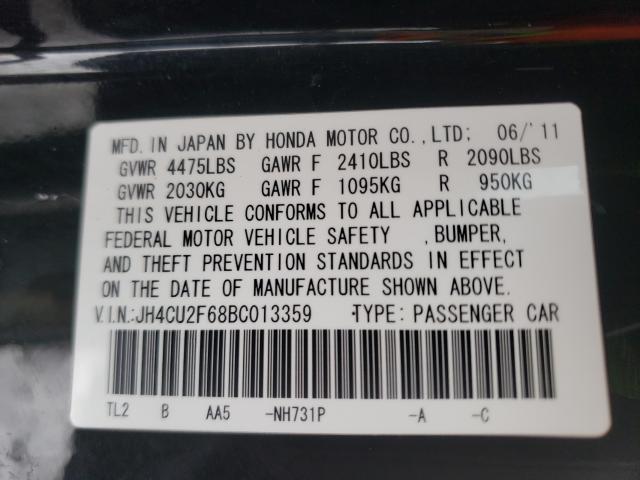 MFD. IN JAPAN BY HONDA MOTOR CO.,LTD: 06/'11
GVWR 4475LBS GAWR F 2410LBS R 2090LBS
GVWR 2030KG GAWR F 1095KG R 950KG
THIS VEHICLE CONFORMS TO ALL APPLICABLE
FEDERAL MOTOR VEHICLE SAFETY ,BUMPER,
AND THEFT PREVENTION STANDARDS IN EFFECT
ON THE DATE OF MANUFACTURE SHOWN ABOVE.
V.I.N.:JH4CU2F68BC013359 TYPE: PASSENGER CAR
TL2 B AA5 -NH731P -A -C